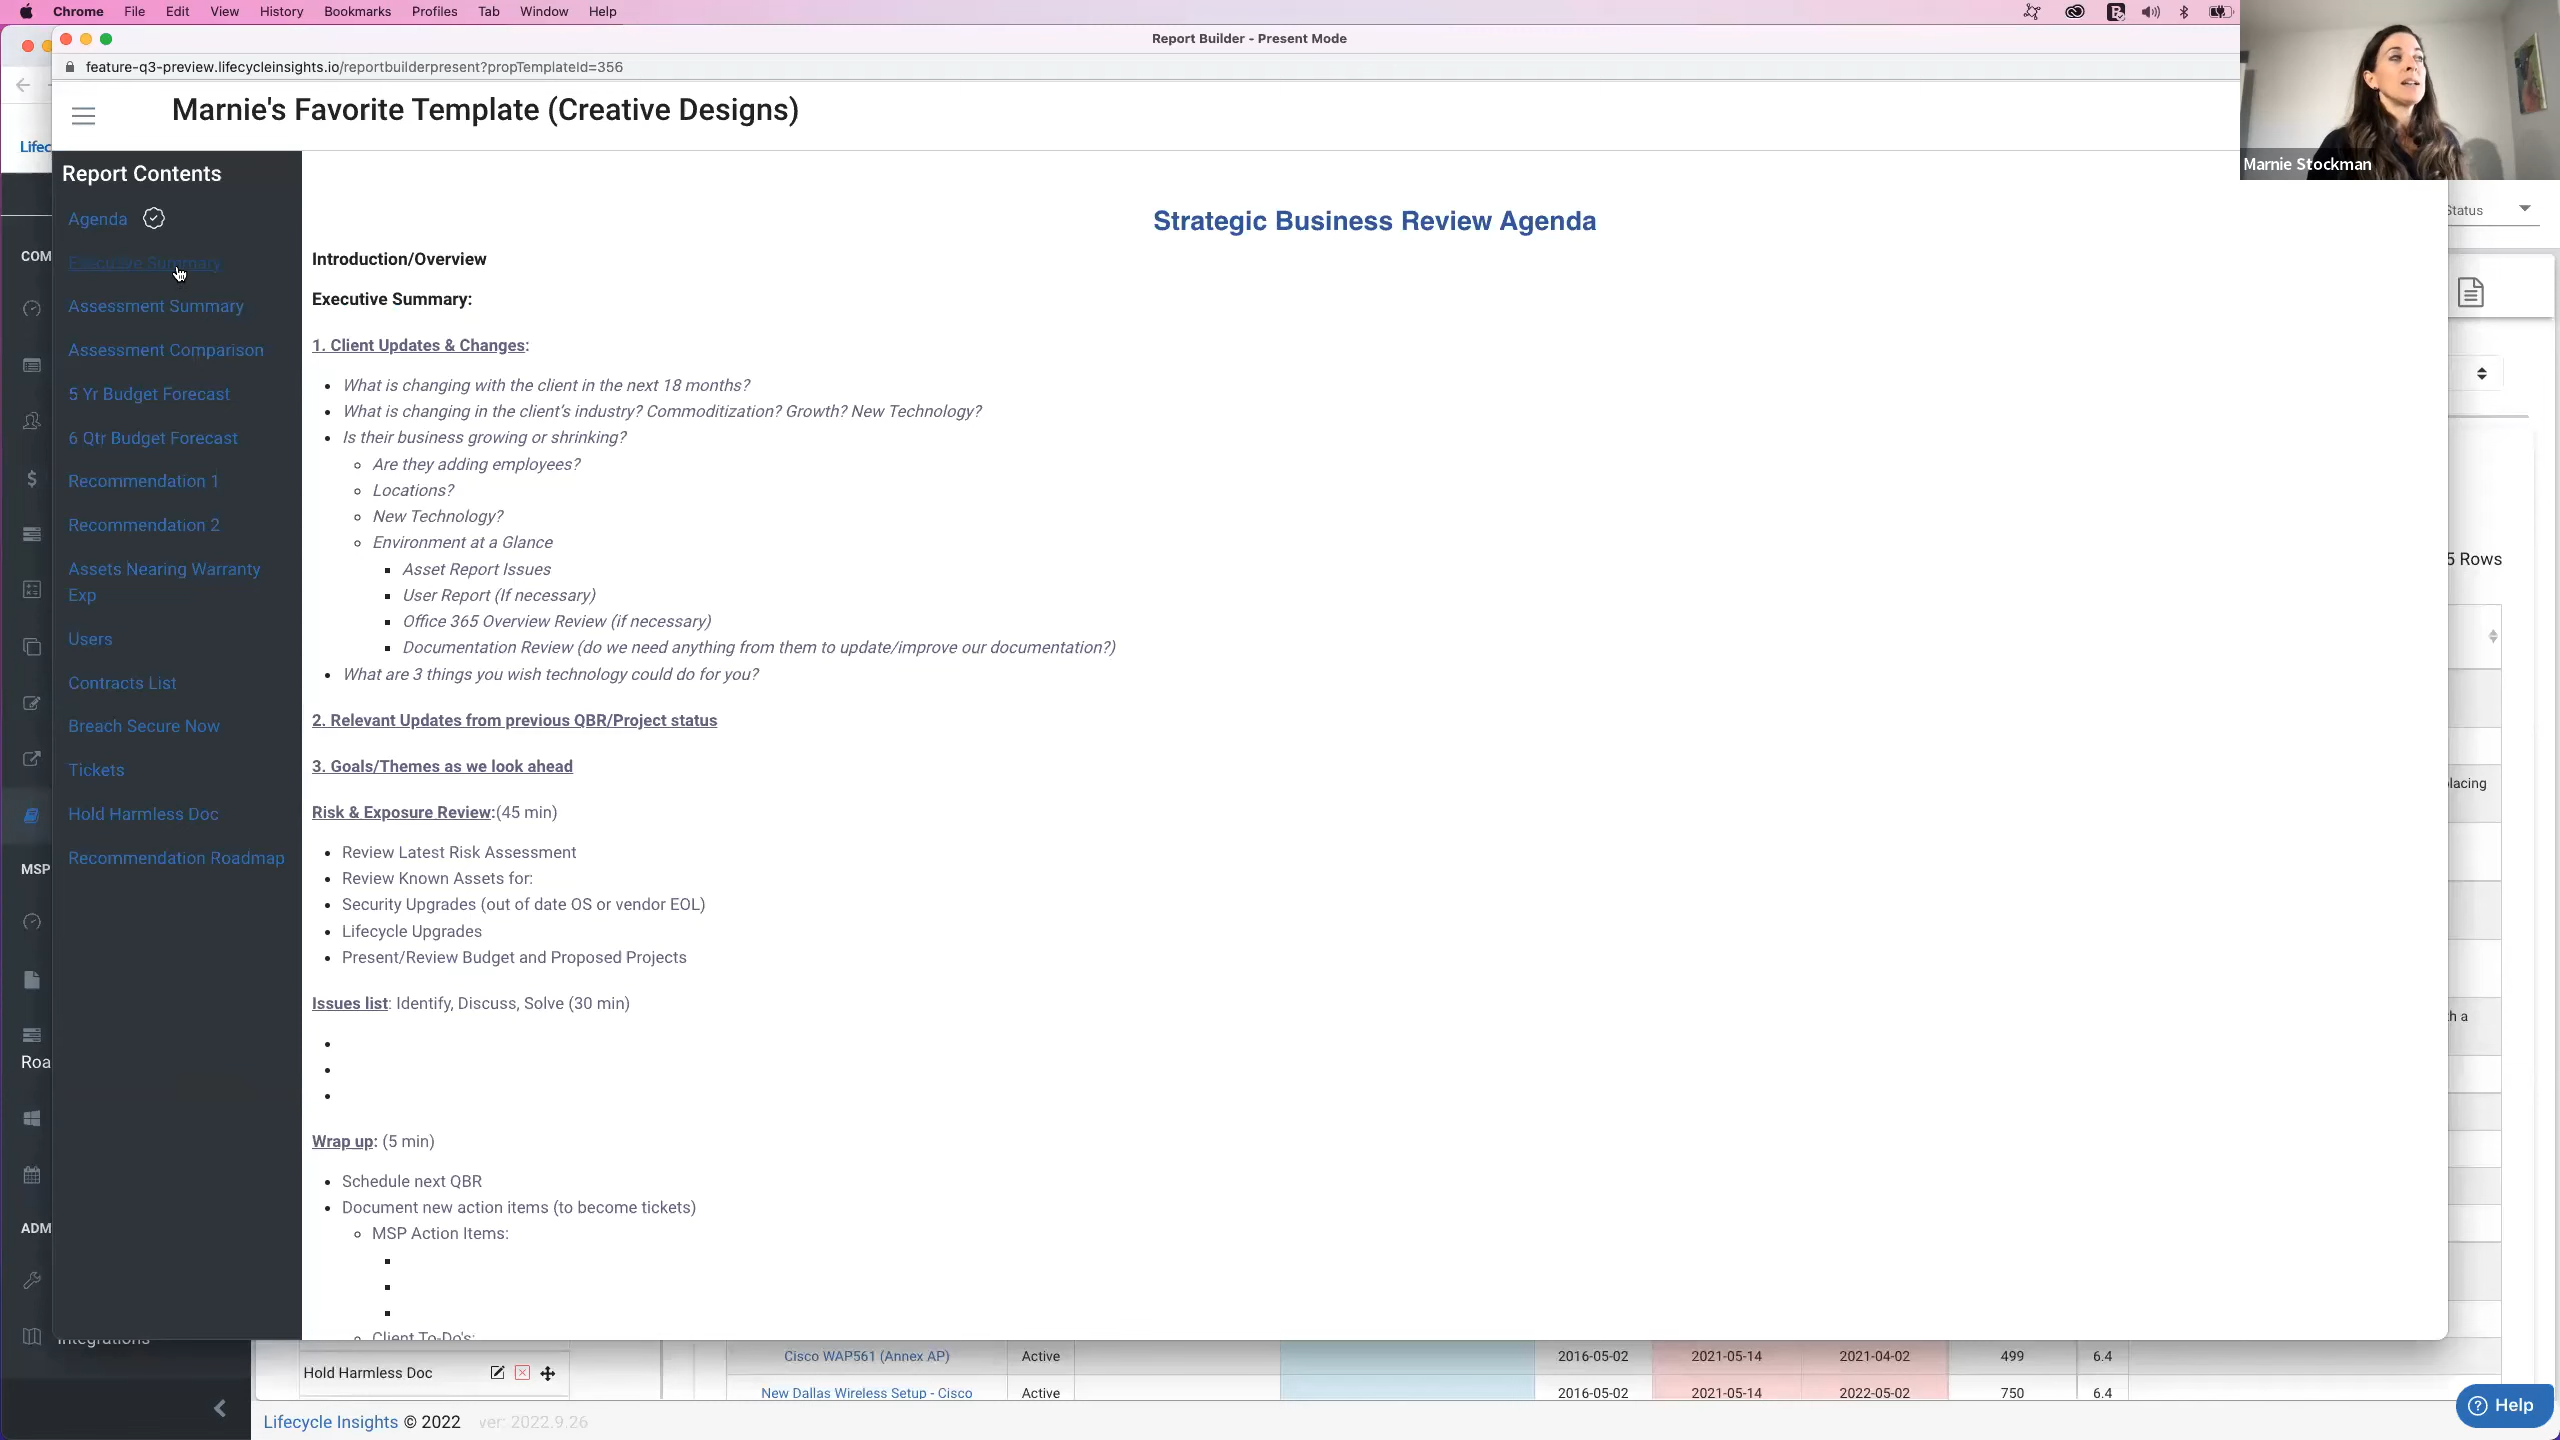 Chrome File Edit View History Bookmarks Profiles Tab Window Help
Report Builder - Present Mode
feature-q3-preview.lifecycleinsights.io/reportbuilderpresent?propTemplateId=356
Marnie's Favorite Template (Creative Designs)
Marnie Stockman
Lifec
Report Contents
Agenda
Executive Summary
Assessment Summary
Assessment Comparison
5 Yr Budget Forecast
6 Qtr Budget Forecast
Recommendation 1
Recommendation 2
Assets Nearing Warranty
Exp
Users
Contracts List
Breach Secure Now
Tickets
Hold Harmless Doc
Recommendation Roadmap
COM
MSP
Roa
ADM
Strategic Business Review Agenda
Introduction/Overview
Executive Summary:
1. Client Updates & Changes:
• What is changing with the client in the next 18 months?
• What is changing in the client's industry? Commoditization? Growth? New Technology?
• Is their business growing or shrinking?
◦ Are they adding employees?
◦ Locations?
◦ New Technology?
◦ Environment at a Glance
▪ Asset Report Issues
▪ User Report (If necessary)
▪ Office 365 Overview Review (if necessary)
▪ Documentation Review (do we need anything from them to update/improve our documentation?)
• What are 3 things you wish technology could do for you?
2. Relevant Updates from previous QBR/Project status
3. Goals/Themes as we look ahead
Risk & Exposure Review:(45 min)
• Review Latest Risk Assessment
• Review Known Assets for:
• Security Upgrades (out of date OS or vendor EOL)
• Lifecycle Upgrades
• Present/Review Budget and Proposed Projects
Issues list: Identify, Discuss, Solve (30 min)
Wrap up: (5 min)
• Schedule next QBR
• Document new action items (to become tickets)
◦ MSP Action Items:
◦ Client To-Do's:
Status
5 Rows
lacing
h a
Integrations
Hold Harmless Doc
Cisco WAP561 (Annex AP) Active 2016-05-02 2021-05-14 2021-04-02 499 6.4
New Dallas Wireless Setup - Cisco Active 2016-05-02 2021-05-14 2022-05-02 750 6.4
Lifecycle Insights © 2022 ver: 2022.9.26
Help